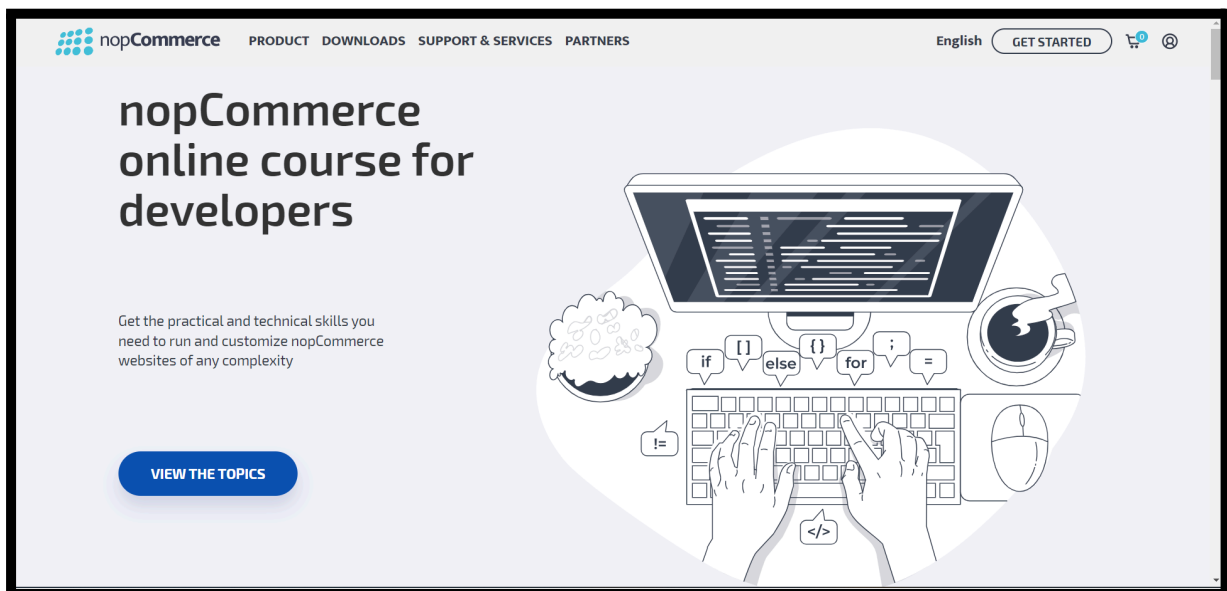 nopCommerce PRODUCT DOWNLOADS SUPPORT & SERVICES PARTNERS English GET STARTED 0
nopCommerce
online course for
developers
Get the practical and technical skills you
need to run and customize nopCommerce
websites of any complexity
VIEW THE TOPICS
if [ ] else { } for ; =
!=
</>